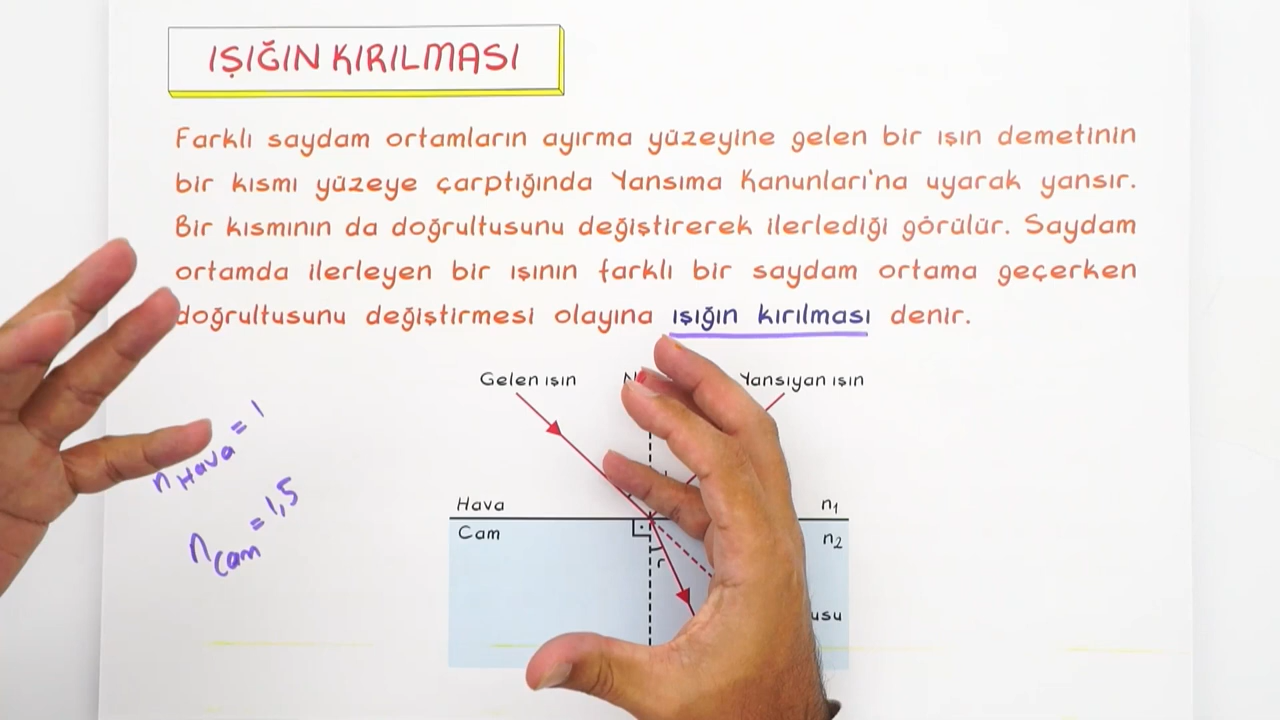 IŞIĞIN KIRILMASI
Farklı saydam ortamların ayırma yüzeyine gelen bir ışın demetinin
bir kısmı yüzeye çarptığında Yansıma Kanunları'na uyarak yansır.
Bir kısmının da doğrultusunu değiştirerek ilerlediği görülür. Saydam
ortamda ilerleyen bir ışının farklı bir saydam ortama geçerken
doğrultusunu değiştirmesi olayına ışığın kırılması denir.
Gelen ışın N Yansıyan ışın
nHava = 1
nCam = 1,5
Hava n1
Cam n2
r